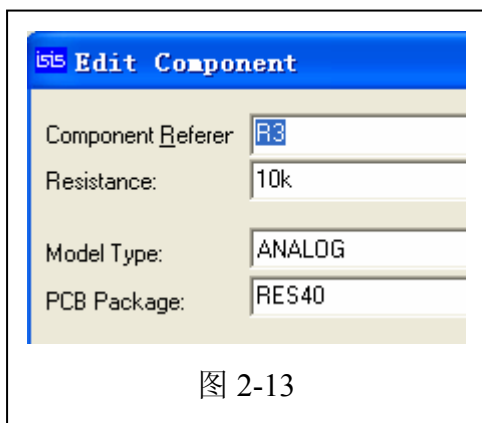 isis Edit Component
Component Referer R3
Resistance: 10k
Model Type: ANALOG
PCB Package: RES40
图 2-13